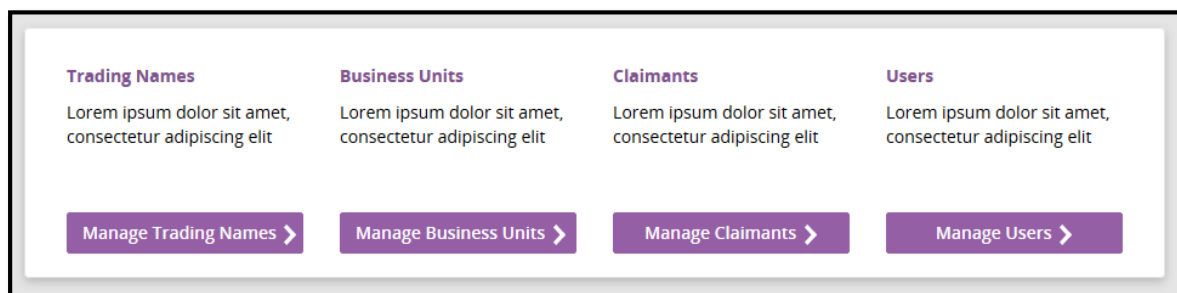 Trading Names
Lorem ipsum dolor sit amet,
consectetur adipiscing elit
Manage Trading Names
Business Units
Lorem ipsum dolor sit amet,
consectetur adipiscing elit
Manage Business Units
Claimants
Lorem ipsum dolor sit amet,
consectetur adipiscing elit
Manage Claimants
Users
Lorem ipsum dolor sit amet,
consectetur adipiscing elit
Manage Users